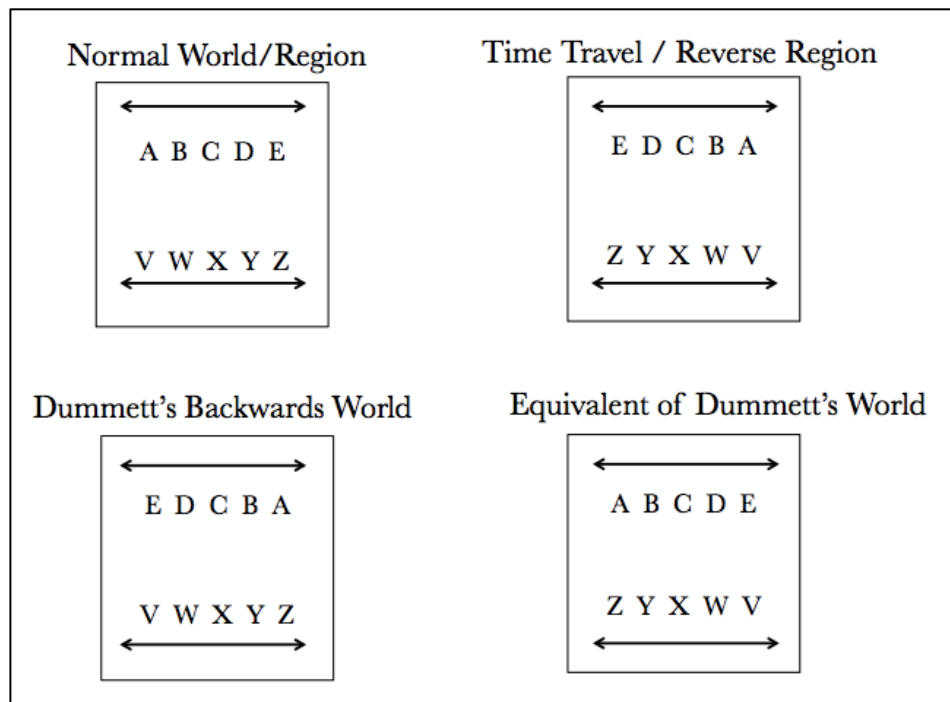 Normal World/Region
A B C D E
V W X Y Z
Time Travel / Reverse Region
E D C B A
Z Y X W V
Dummett's Backwards World
E D C B A
V W X Y Z
Equivalent of Dummett's World
A B C D E
Z Y X W V